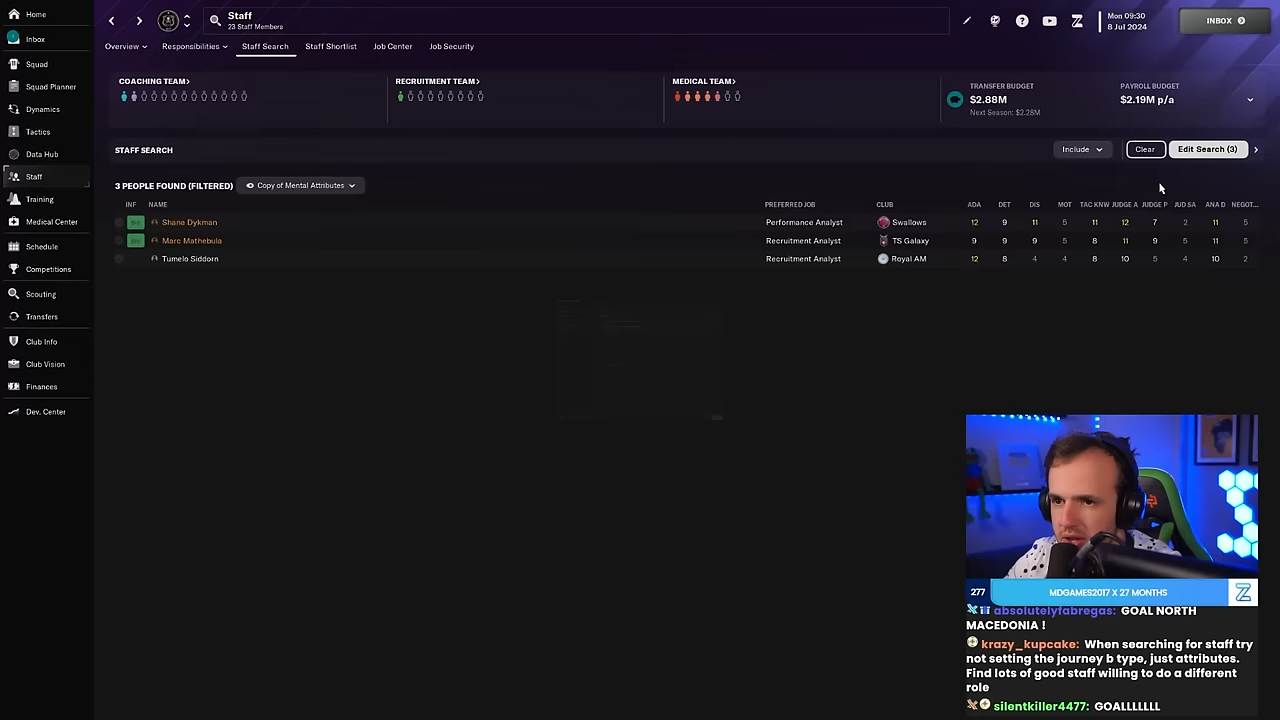 Home
Inbox
Squad
Squad Planner
Dynamics
Tactics
Data Hub
Staff
Training
Medical Center
Schedule
Competitions
Scouting
Transfers
Club Info
Club Vision
Finances
Dev. Center
Staff
23 Staff Members
Mon 09:30
8 Jul 2024
INBOX
Overview
Responsibilities
Staff Search
Staff Shortlist
Job Center
Job Security
COACHING TEAM>
RECRUITMENT TEAM>
MEDICAL TEAM>
TRANSFER BUDGET
$2.88M
Next Season: $2.28M
PAYROLL BUDGET
$2.19M p/a
STAFF SEARCH
Include
Clear
Edit Search (3)
3 PEOPLE FOUND (FILTERED)
Copy of Mental Attributes
INF NAME PREFERRED JOB CLUB ADA DET DIS MOT TAC KNW JUDGE A JUDGE P JUD SA ANA D NEGOT...
Shane Dykman Performance Analyst Swallows 12 9 11 5 11 12 7 2 11 5
Marc Mathebula Recruitment Analyst TS Galaxy 9 9 9 5 8 11 9 5 11 5
Tumelo Siddorn Recruitment Analyst Royal AM 12 8 4 4 8 10 5 4 10 2
277 MDGAMES2017 X 27 MONTHS Z
absolutelyfabregas: GOAL NORTH
MACEDONIA !
krazy_kupcake: When searching for staff try
not setting the journey b type, just attributes.
Find lots of good staff willing to do a different
role
silentkiller4477: GOALLLLLL